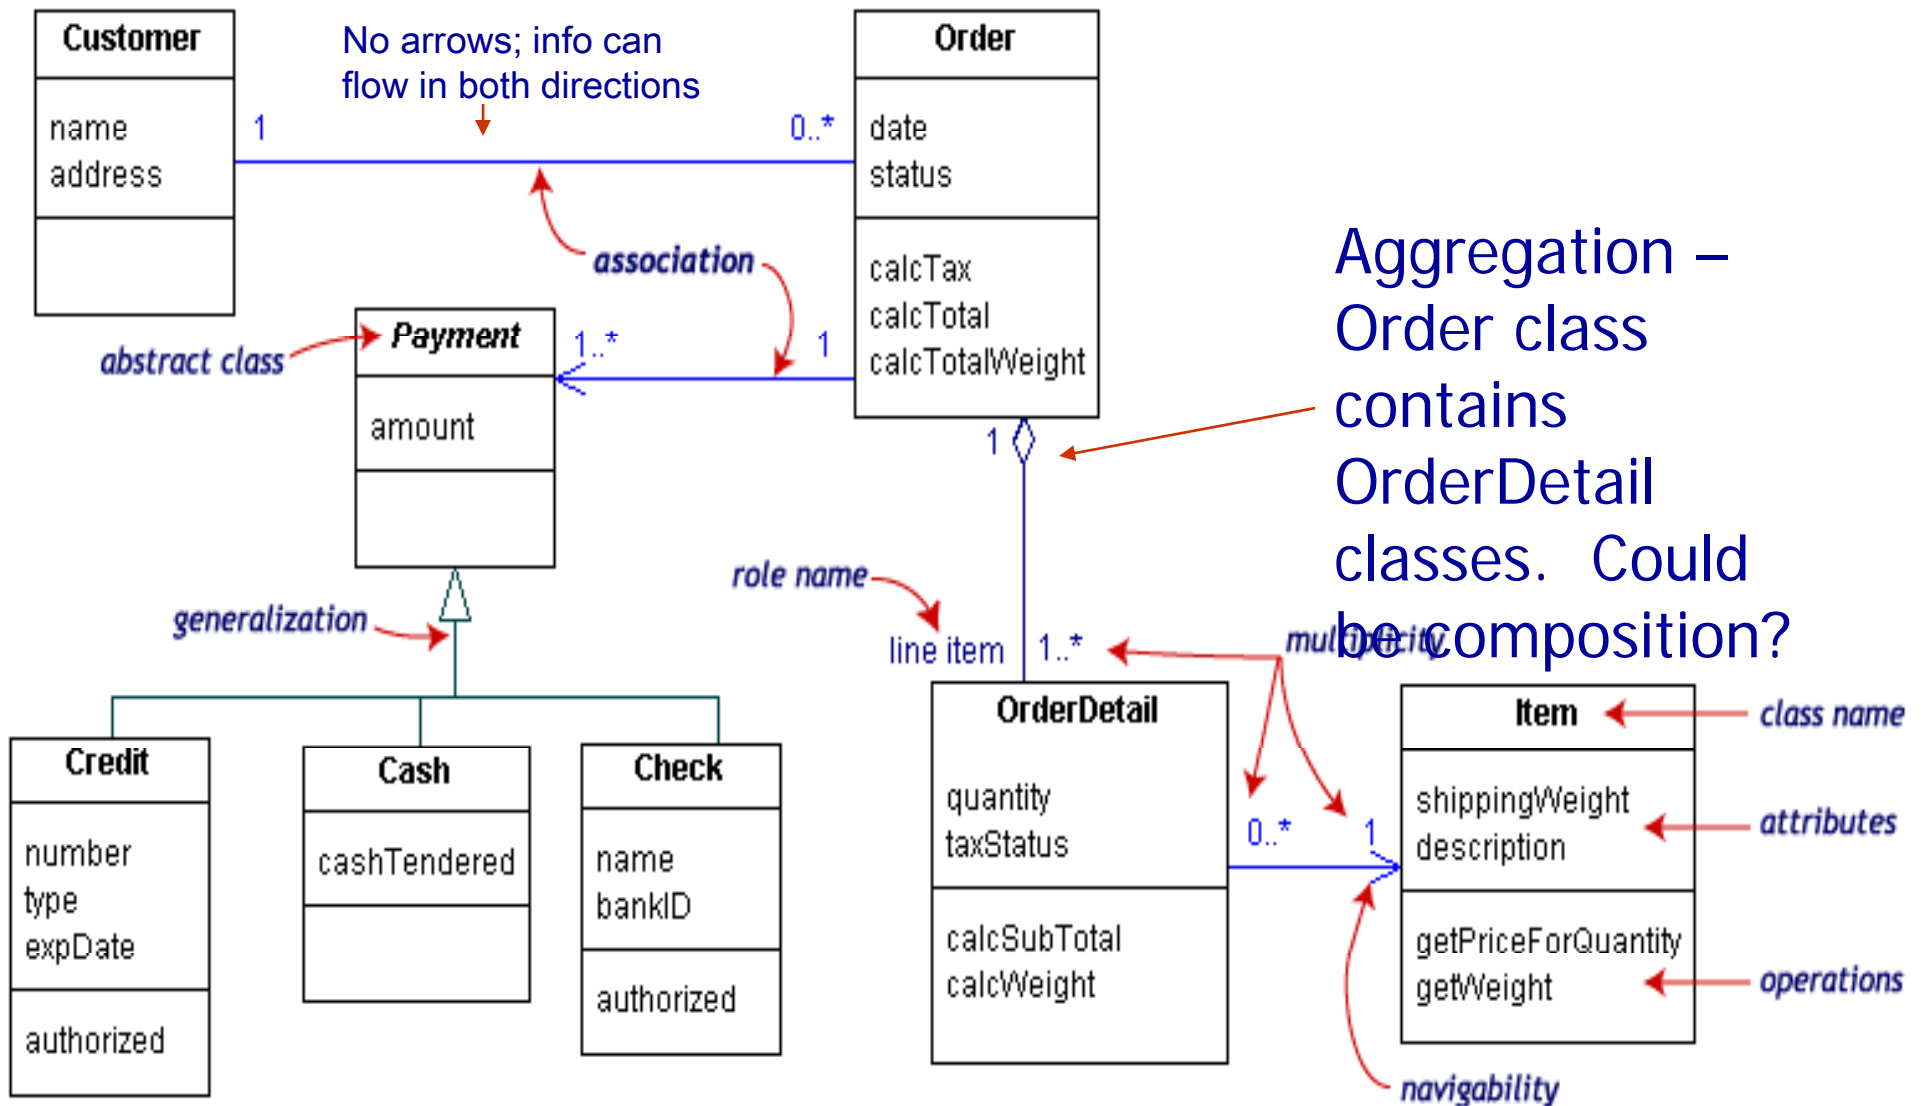 Customer
name
address
No arrows; info can
flow in both directions
1
0..*
association
Order
date
status
calcTax
calcTotal
calcTotalWeight
abstract class
Payment
amount
1..*
1
1
Aggregation –
Order class
contains
OrderDetail
classes. Could
be composition?
generalization
role name
line item
1..*
multiplicity
Credit
number
type
expDate
authorized
Cash
cashTendered
Check
name
bankID
authorized
OrderDetail
quantity
taxStatus
calcSubTotal
calcWeight
0..*
1
Item
shippingWeight
description
getPriceForQuantity
getWeight
class name
attributes
operations
navigability